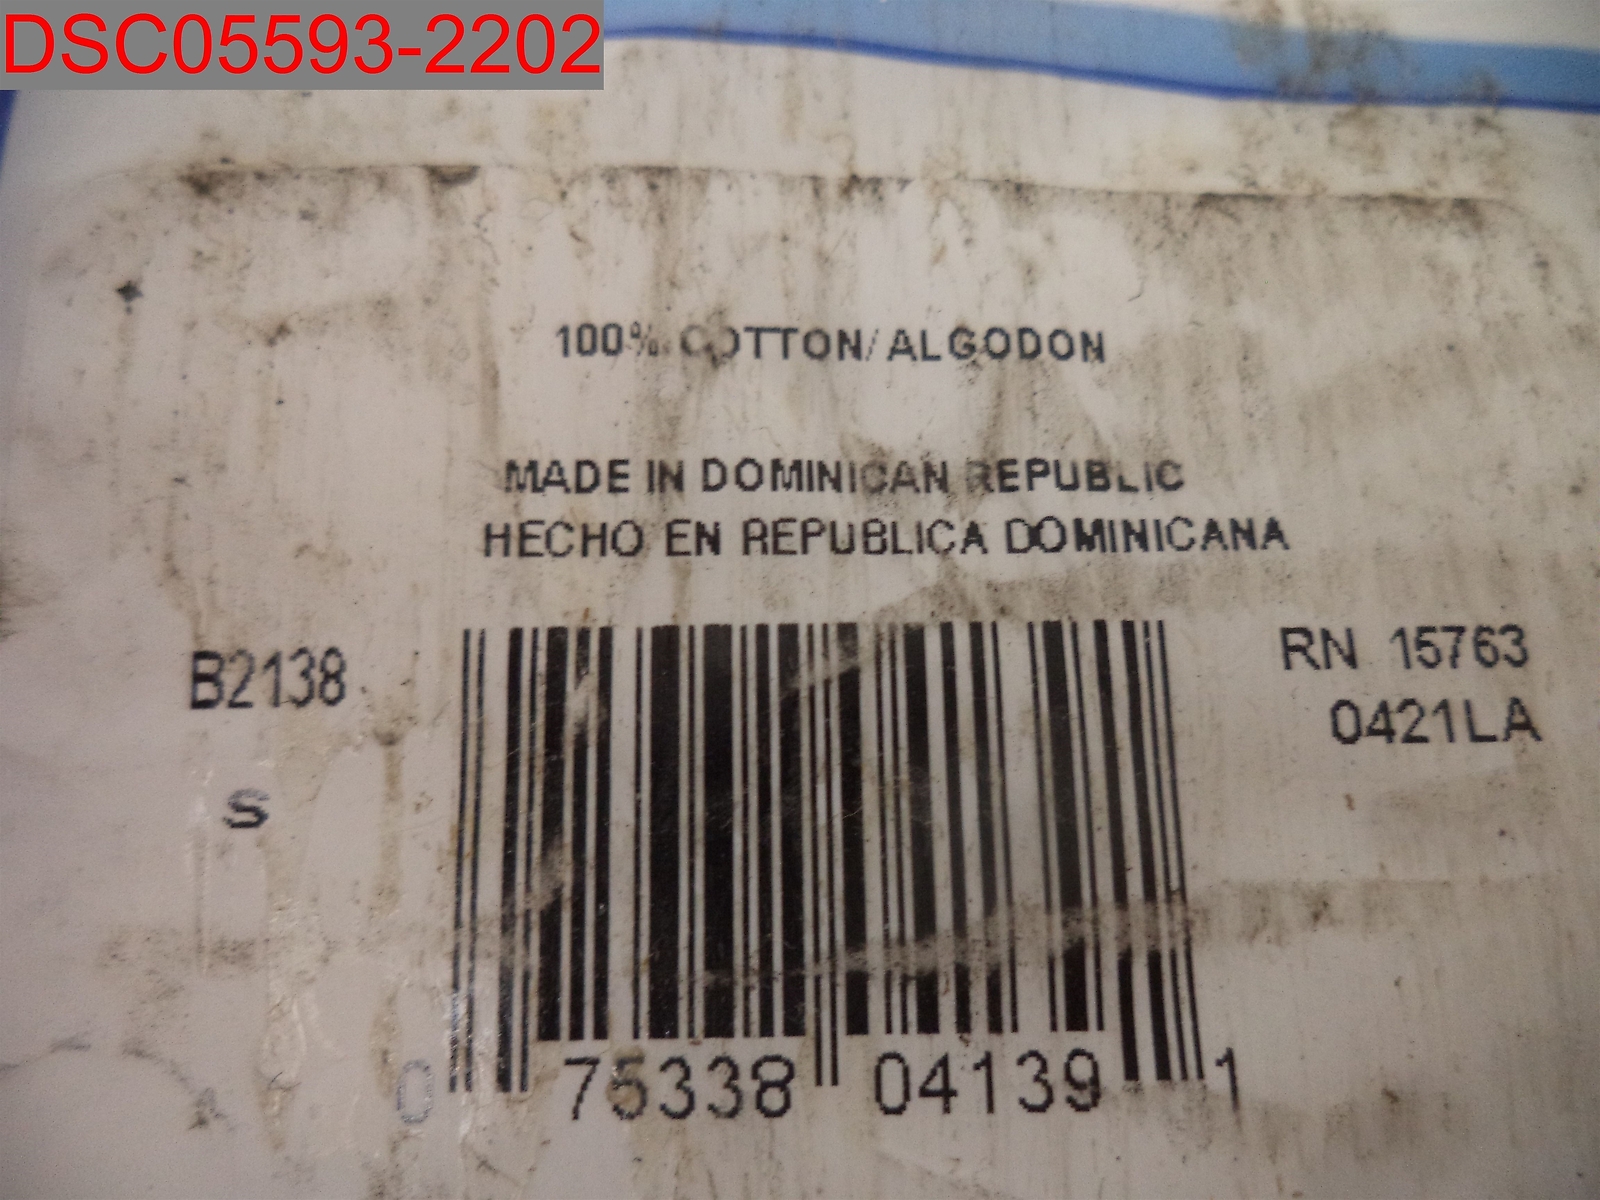 DSC05593-2202
100% COTTON/ALGODON
MADE IN DOMINICAN REPUBLIC
HECHO EN REPUBLICA DOMINICANA
B2138
RN 15763
0421LA
S
0 75338 04139 1